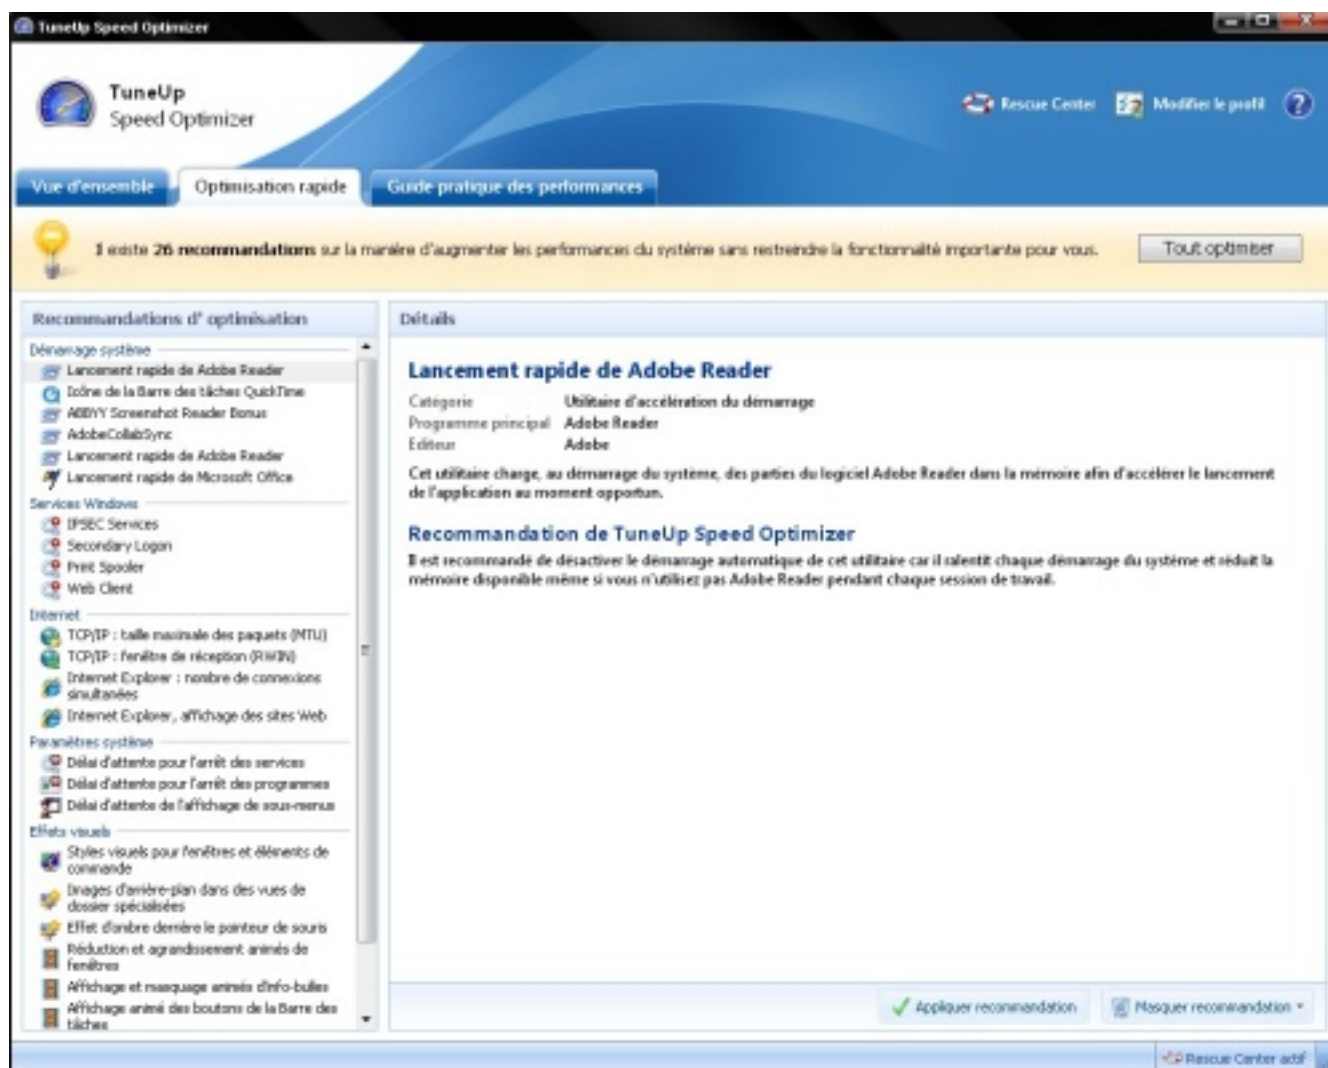 TuneUp Speed Optimizer
TuneUp
Speed Optimizer
Rescue Center
Modifier le profil
?
Vue d'ensemble
Optimisation rapide
Guide pratique des performances
Il existe 26 recommandations sur la manière d'augmenter les performances du système sans restreindre la fonctionnalité importante pour vous.
Tout optimiser
Recommandations d' optimisation
Démarrage système
Lancement rapide de Adobe Reader
Icône de la Barre des tâches QuickTime
ABBYY Screenshot Reader Bonus
AdobeCollabSync
Lancement rapide de Adobe Reader
Lancement rapide de Microsoft Office
Services Windows
IPSEC Services
Secondary Logon
Print Spooler
Web Client
Internet
TCP/IP : taille maximale des paquets (MTU)
TCP/IP : fenêtre de réception (RWIN)
Internet Explorer : nombre de connexions
simultanées
Internet Explorer, affichage des sites Web
Paramètres système
Délai d'attente pour l'arrêt des services
Délai d'attente pour l'arrêt des programmes
Délai d'attente de l'affichage de sous-menus
Effets visuels
Styles visuels pour fenêtres et éléments de
commande
Images d'arrière-plan dans des vues de
dossier spécialisées
Effet d'ombre derrière le pointeur de souris
Réduction et agrandissement animés de
fenêtres
Affichage et masquage animés d'info-bulles
Affichage animé des boutons de la Barre des
tâches
Détails
Lancement rapide de Adobe Reader
Catégorie Utilitaire d'accélération du démarrage
Programme principal Adobe Reader
Editeur Adobe
Cet utilitaire charge, au démarrage du système, des parties du logiciel Adobe Reader dans la mémoire afin d'accélérer le lancement
de l'application au moment opportun.
Recommandation de TuneUp Speed Optimizer
Il est recommandé de désactiver le démarrage automatique de cet utilitaire car il ralentit chaque démarrage du système et réduit la
mémoire disponible même si vous n'utilisez pas Adobe Reader pendant chaque session de travail.
Appliquer recommandation
Masquer recommandation
Rescue Center actif